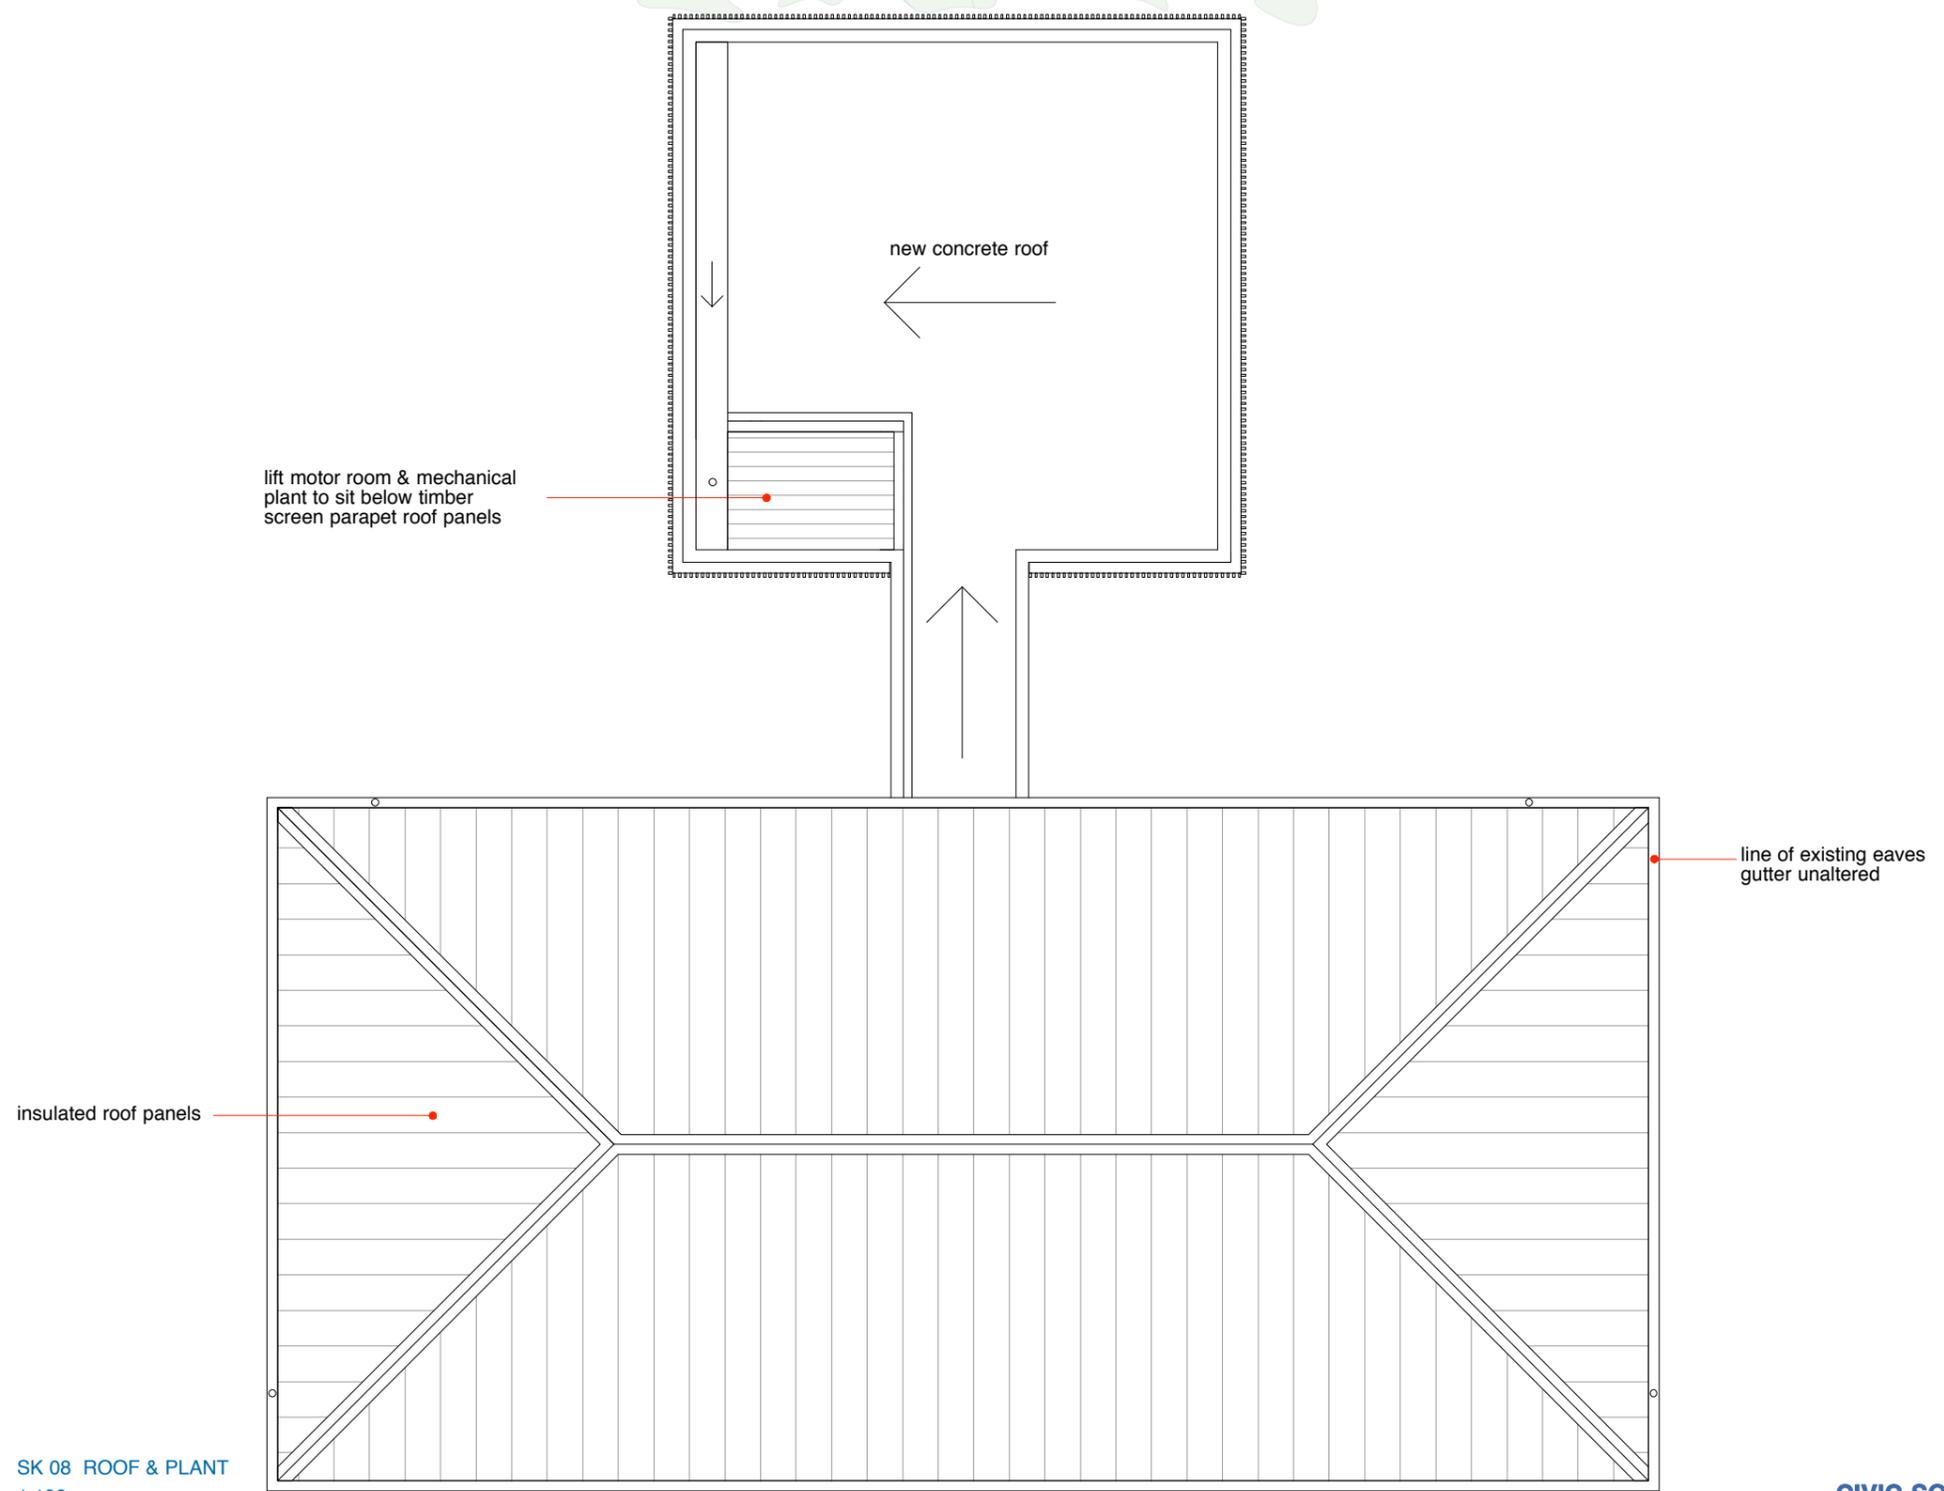 new concrete roof
lift motor room & mechanical
plant to sit below timber
screen parapet roof panels
line of existing eaves
gutter unaltered
insulated roof panels
SK 08 ROOF & PLANT